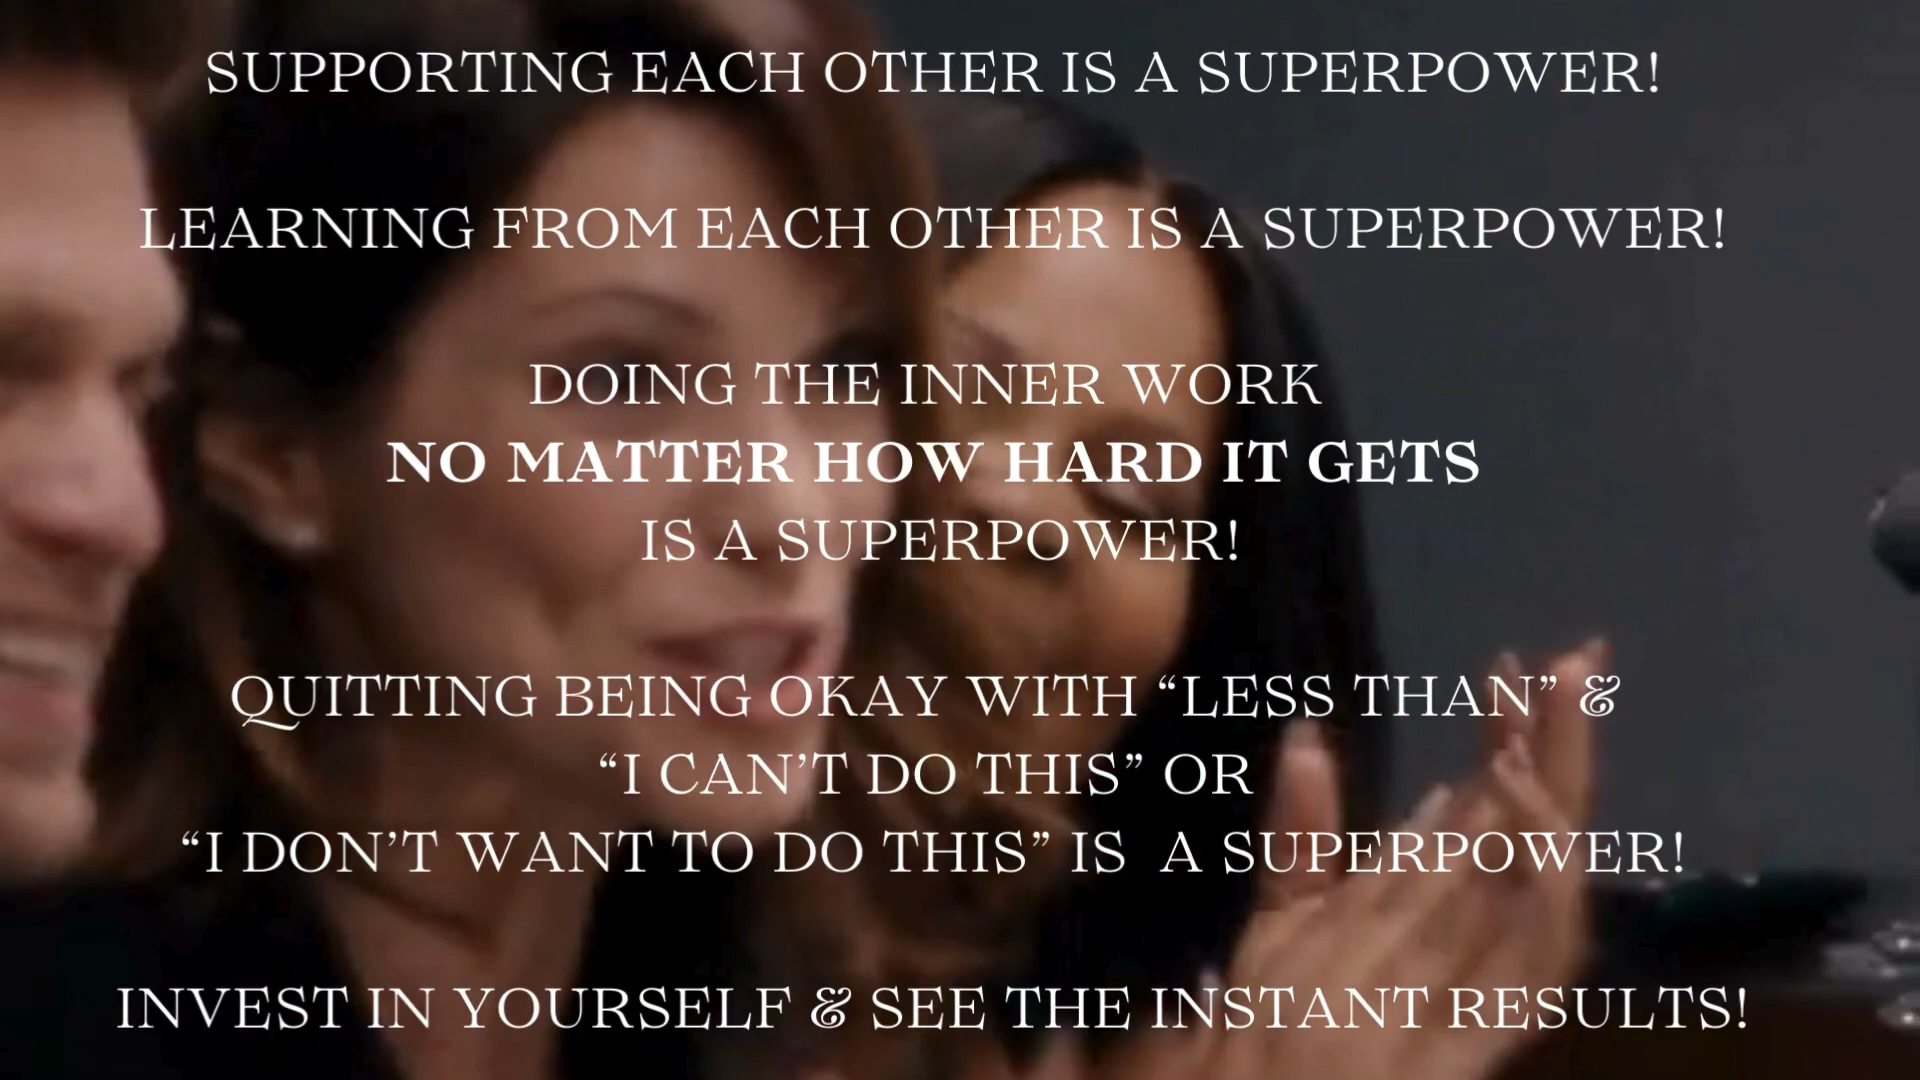 SUPPORTING EACH OTHER IS A SUPERPOWER!
LEARNING FROM EACH OTHER IS A SUPERPOWER!
DOING THE INNER WORK
NO MATTER HOW HARD IT GETS
IS A SUPERPOWER!
QUITTING BEING OKAY WITH “LESS THAN” &
“I CAN’T DO THIS” OR
“I DON’T WANT TO DO THIS” IS  A SUPERPOWER!
INVEST IN YOURSELF & SEE THE INSTANT RESULTS!